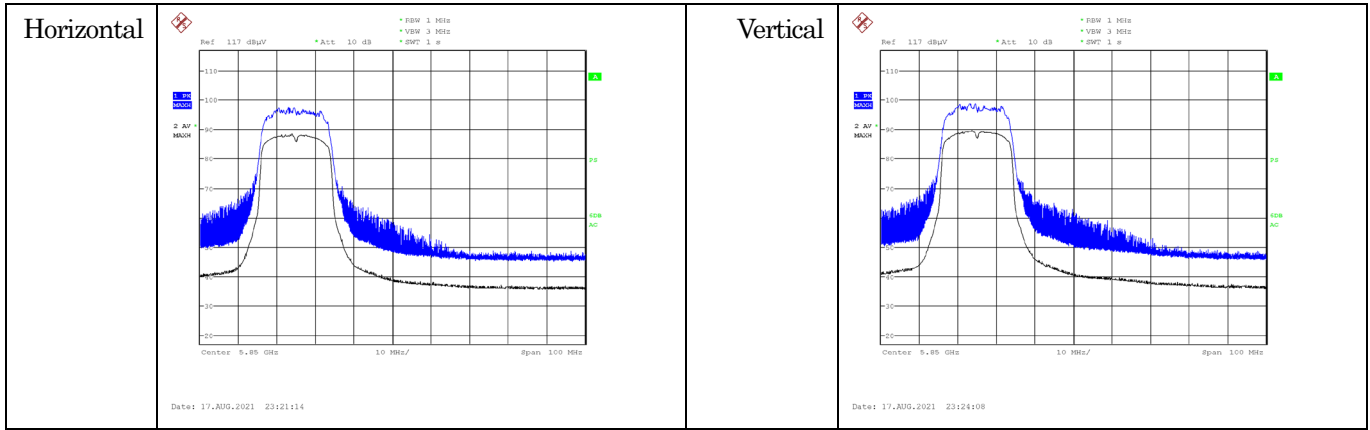 Horizontal
R S
* RBW 1 MHz
* VBW 3 MHz
Ref 117 dBµV * Att 10 dB * SWT 1 s
110
A
1 PK
MAXH
100
2 AV *
MAXH
90
80
PS
70
60
6DB
AC
50
40
30
20
Center 5.85 GHz 10 MHz/ Span 100 MHz
Date: 17.AUG.2021 23:21:14
Vertical
R S
* RBW 1 MHz
* VBW 3 MHz
Ref 117 dBµV * Att 10 dB * SWT 1 s
110
A
1 PK
MAXH
100
2 AV *
MAXH
90
80
PS
70
60
6DB
AC
50
40
30
20
Center 5.85 GHz 10 MHz/ Span 100 MHz
Date: 17.AUG.2021 23:24:08